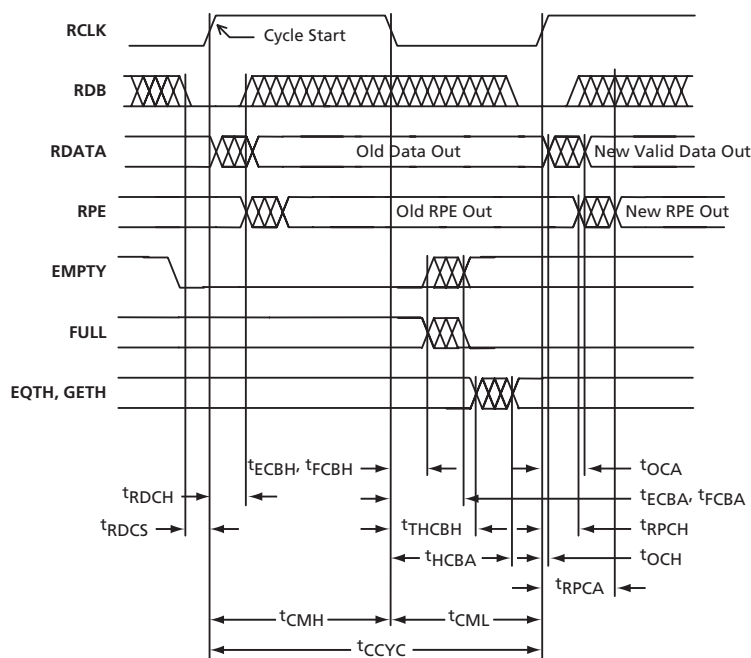 RCLK
Cycle Start
RDB
RDATA
Old Data Out
New Valid Data Out
RPE
Old RPE Out
New RPE Out
EMPTY
FULL
EQTH, GETH
tECBH, tFCBH
tOCA
tRDCH
tECBA, tFCBA
tRDCS
tTHCBH
tRPCH
tHCBA
tOCH
tRPCA
tCMH
tCML
tCCYC